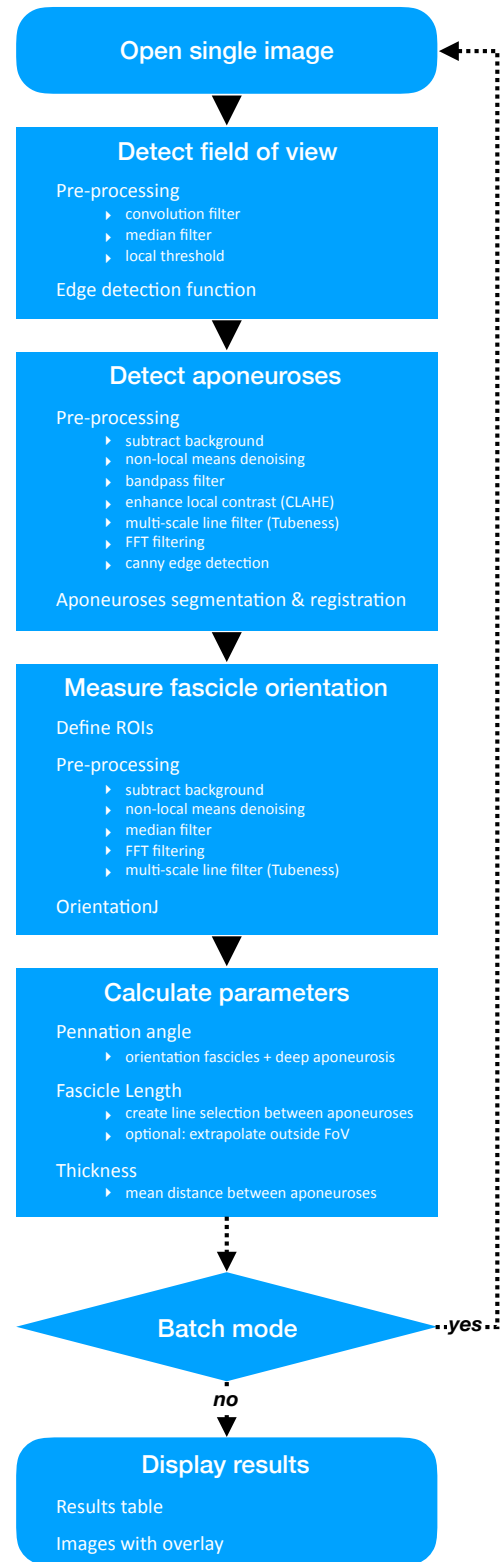 Open single image
Detect field of view
Pre-processing
convolution filter
median filter
local threshold
Edge detection function
Detect aponeuroses
Pre-processing
subtract background
non-local means denoising
bandpass filter
enhance local contrast (CLAHE)
multi-scale line filter (Tubeness)
FFT filtering
canny edge detection
Aponeuroses segmentation & registration
Measure fascicle orientation
Define ROIs
Pre-processing
subtract background
non-local means denoising
median filter
FFT filtering
multi-scale line filter (Tubeness)
OrientationJ
Calculate parameters
Pennation angle
orientation fascicles + deep aponeurosis
Fascicle Length
create line selection between aponeuroses
optional: extrapolate outside FoV
Thickness
mean distance between aponeuroses
Batch mode
yes
no
Display results
Results table
Images with overlay